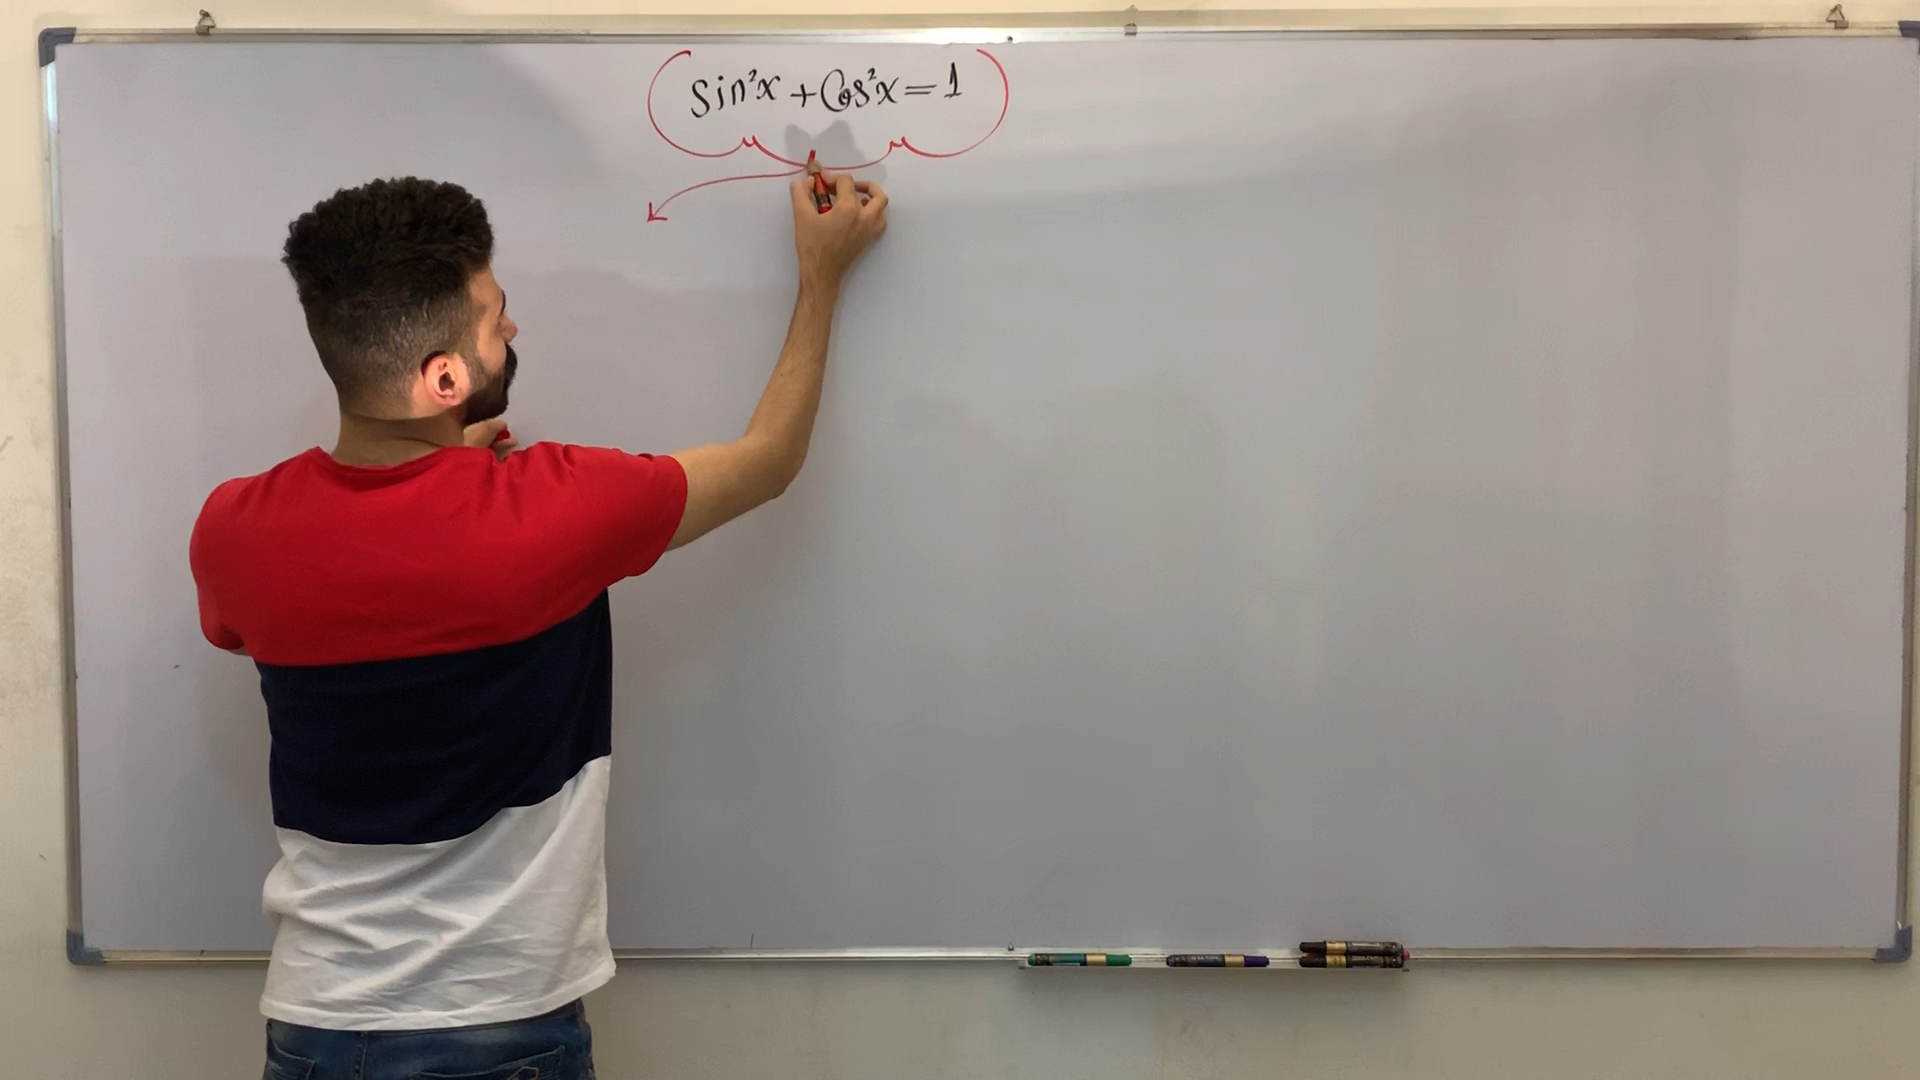 sin²x + Cos²x = 1